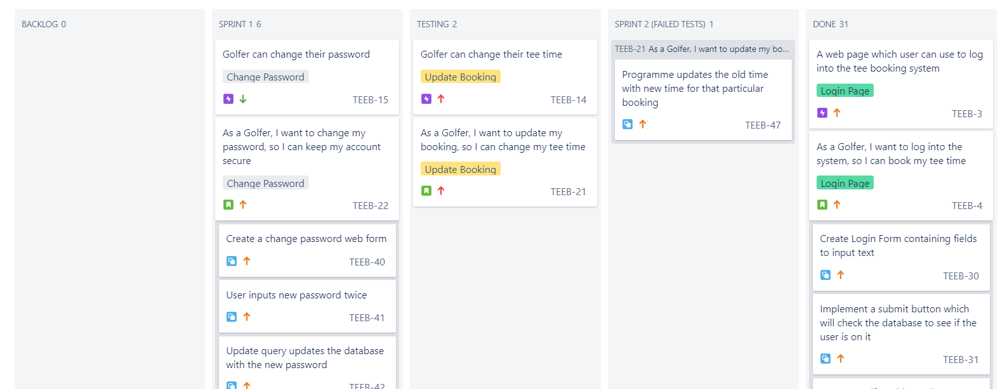 BACKLOG 0
SPRINT 1 6
Golfer can change their password
Change Password
TEEB-15
As a Golfer, I want to change my
password, so I can keep my account
secure
Change Password
TEEB-22
Create a change password web form
TEEB-40
User inputs new password twice
TEEB-41
Update query updates the database
with the new password
TEEB-42
TESTING 2
Golfer can change their tee time
Update Booking
TEEB-14
As a Golfer, I want to update my
booking, so I can change my tee time
Update Booking
TEEB-21
SPRINT 2 (FAILED TESTS) 1
TEEB-21 As a Golfer, I want to update my bo...
Programme updates the old time
with new time for that particular
booking
TEEB-47
DONE 31
A web page which user can use to log
into the tee booking system
Login Page
TEEB-3
As a Golfer, I want to log into the
system, so I can book my tee time
Login Page
TEEB-4
Create Login Form containing fields
to input text
TEEB-30
Implement a submit button which
will check the database to see if the
user is on it
TEEB-31